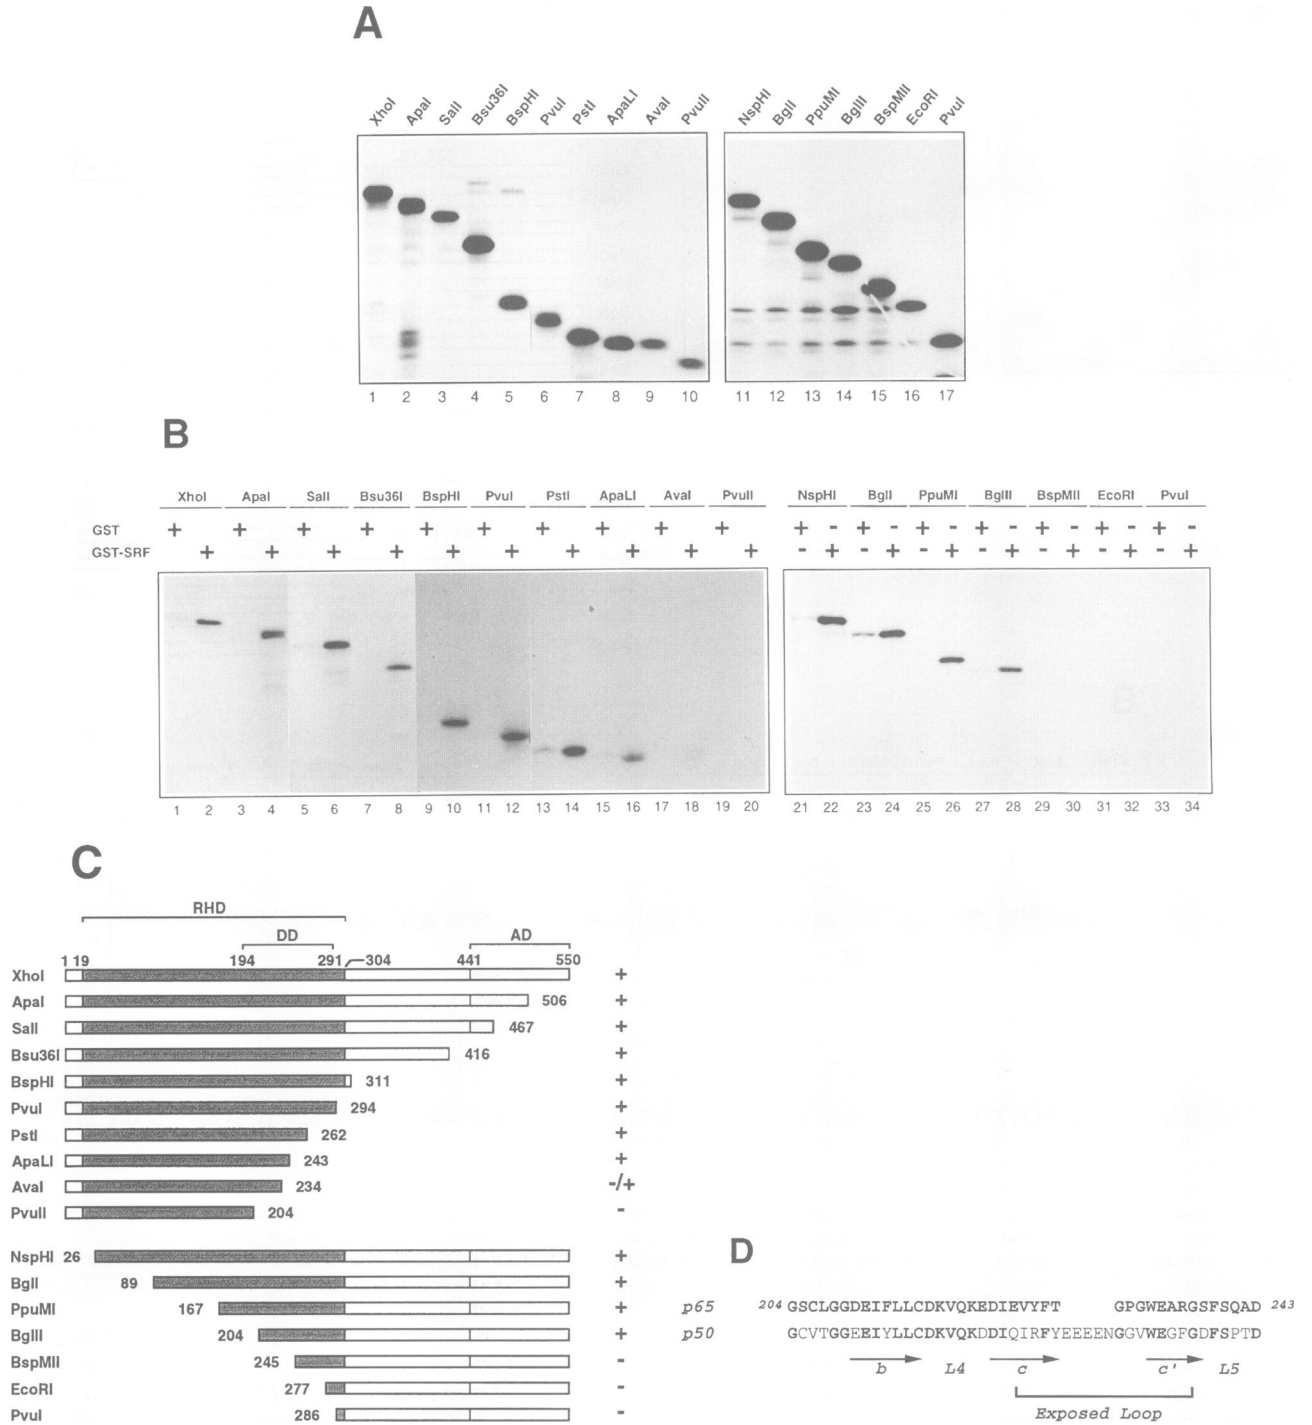 A
XhoI ApaI SalI Bsu36I BspHI PvuI PstI ApaLI AvaI PvuII NspHI BglI PpuMI BglII BspMII EcoRI PvuI
1 2 3 4 5 6 7 8 9 10 11 12 13 14 15 16 17
B
XhoI ApaI SalI Bsu36I BspHI PvuI PstI ApaLI AvaI PvuII NspHI BglI PpuMI BglII BspMII EcoRI PvuI
GST + + + + + + + + + + + - + - + - + - + - + - + -
GST-SRF + + + + + + + + + + - + - + - + - + - + - + - +
1 2 3 4 5 6 7 8 9 10 11 12 13 14 15 16 17 18 19 20 21 22 23 24 25 26 27 28 29 30 31 32 33 34
C
RHD
DD AD
1 19 194 291 304 441 550
XhoI +
ApaI 506 +
SalI 467 +
Bsu36I 416 +
BspHI 311 +
PvuI 294 +
PstI 262 +
ApaLI 243 +
AvaI 234 -/+
PvuII 204 -
NspHI 26 +
BglI 89 +
PpuMI 167 +
BglII 204 +
BspMII 245 -
EcoRI 277 -
PvuI 286 -
D
p65 204 GSCLGGDEIFLLCDKVQKEDIEVYFT GPGWEARGSFSQAD 243
p50 GCVTGGEEIYLLCDKVQKDDIQIRFYEEEENGGVWEGFGDFSPTD
b L4 c c' L5
Exposed Loop